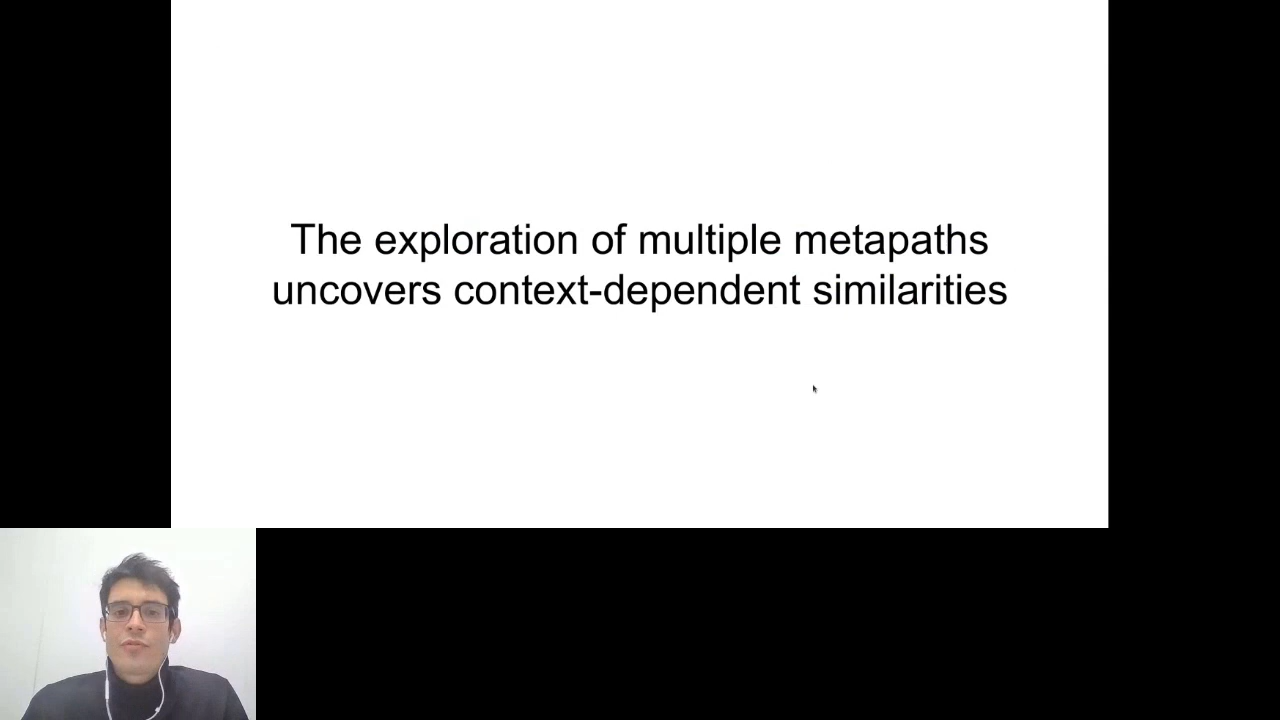 The exploration of multiple metapaths
uncovers context-dependent similarities